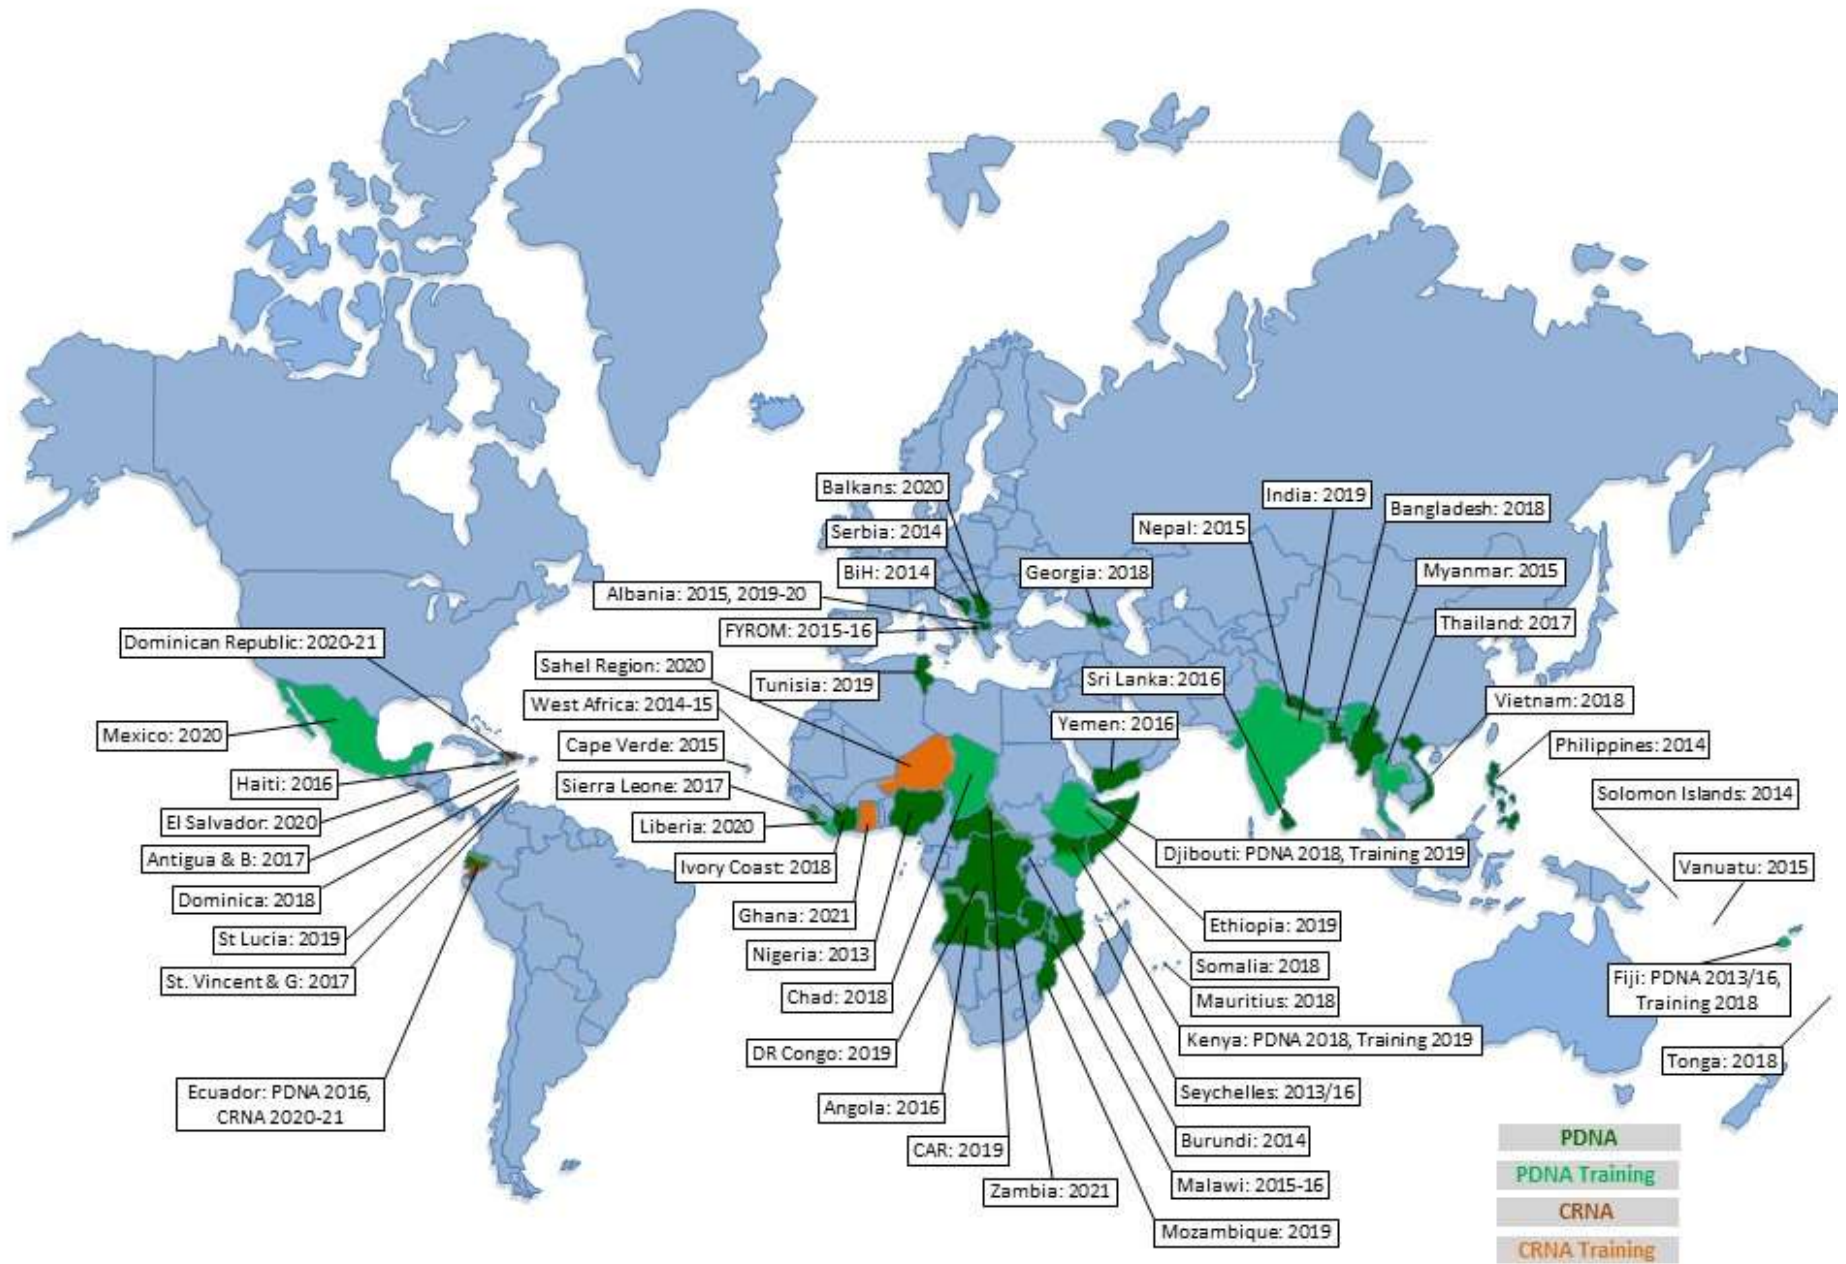 Balkans: 2020
Serbia: 2014
BiH: 2014
Albania: 2015, 2019-20
FYROM: 2015-16
Georgia: 2018
Nepal: 2015
India: 2019
Bangladesh: 2018
Myanmar: 2015
Thailand: 2017
Dominican Republic: 2020-21
Sahel Region: 2020
Tunisia: 2019
Sri Lanka: 2016
Vietnam: 2018
West Africa: 2014-15
Mexico: 2020
Yemen: 2016
Philippines: 2014
Cape Verde: 2015
Haiti: 2016
Sierra Leone: 2017
Solomon Islands: 2014
El Salvador: 2020
Liberia: 2020
Antigua & B: 2017
Ivory Coast: 2018
Djibouti: PDNA 2018, Training 2019
Vanuatu: 2015
Dominica: 2018
Ghana: 2021
Ethiopia: 2019
St Lucia: 2019
Nigeria: 2013
Somalia: 2018
St. Vincent & G: 2017
Chad: 2018
Mauritius: 2018
Fiji: PDNA 2013/16,
Training 2018
DR Congo: 2019
Kenya: PDNA 2018, Training 2019
Tonga: 2018
Ecuador: PDNA 2016,
CRNA 2020-21
Angola: 2016
Seychelles: 2013/16
CAR: 2019
Burundi: 2014
Zambia: 2021
Malawi: 2015-16
Mozambique: 2019
PDNA
PDNA Training
CRNA
CRNA Training